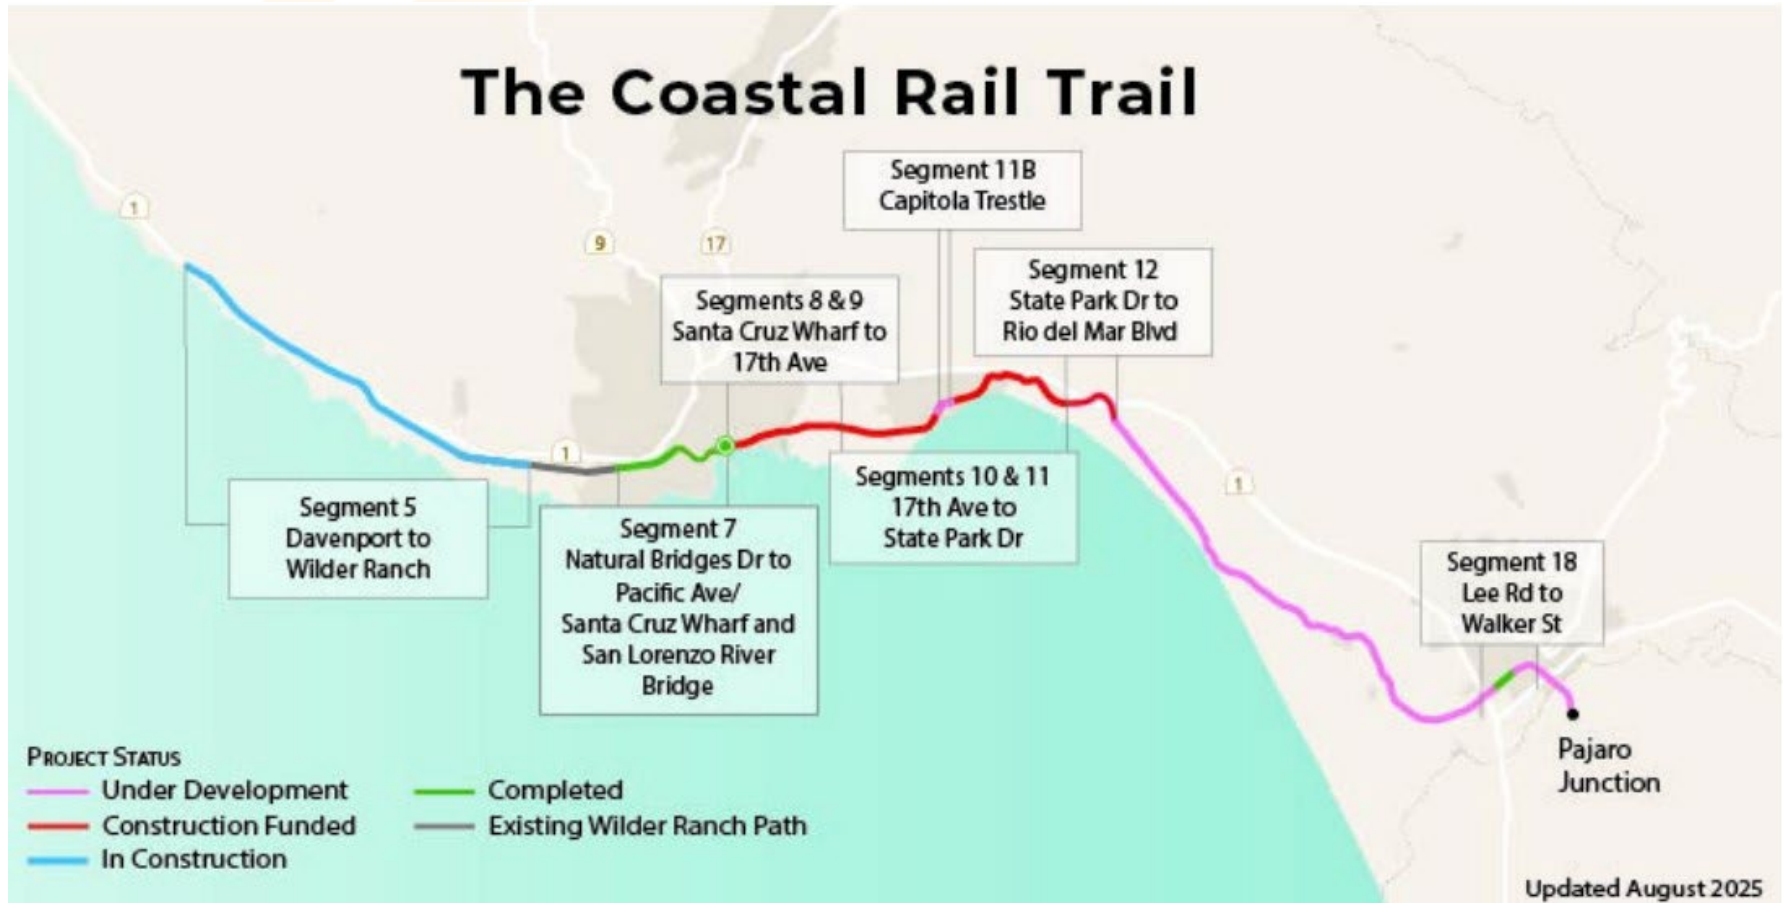 The Coastal Rail Trail
Segment 11B
Capitola Trestle
1
9
17
Segment 12
State Park Dr to
Rio del Mar Blvd
Segments 8 & 9
Santa Cruz Wharf to
17th Ave
1
1
Segment 5
Davenport to
Wilder Ranch
Segment 7
Natural Bridges Dr to
Pacific Ave/
Santa Cruz Wharf and
San Lorenzo River
Bridge
Segments 10 & 11
17th Ave to
State Park Dr
Segment 18
Lee Rd to
Walker St
Pajaro
Junction
PROJECT STATUS
Under Development
Construction Funded
In Construction
Completed
Existing Wilder Ranch Path
Updated August 2025